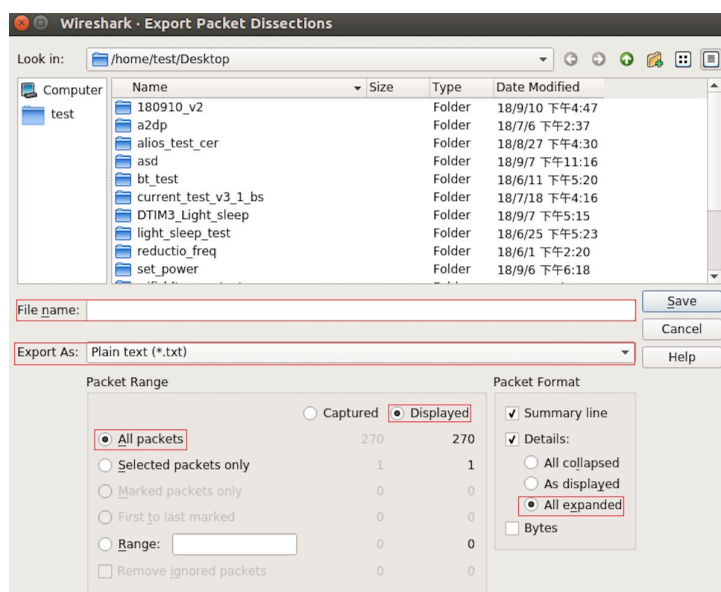 Wireshark · Export Packet Dissections
Look in: /home/test/Desktop
Computer
test
Name Size Type Date Modified
180910_v2 Folder 18/9/10 下午4:47
a2dp Folder 18/7/6 下午2:37
alios_test_cer Folder 18/8/27 下午4:30
asd Folder 18/9/7 下午11:16
bt_test Folder 18/6/11 下午5:20
current_test_v3_1_bs Folder 18/7/18 下午4:16
DTIM3_Light_sleep Folder 18/9/7 下午5:15
light_sleep_test Folder 18/6/25 下午5:23
reductio_freq Folder 18/6/1 下午2:20
set_power Folder 18/9/6 下午6:18
File name: Save
Cancel
Export As: Plain text (*.txt) Help
Packet Range Packet Format
Captured Displayed Summary line
All packets 270 270 Details:
Selected packets only 1 1 All collapsed
Marked packets only 0 0 As displayed
First to last marked 0 0 All expanded
Range: 0 0 Bytes
Remove ignored packets 0 0